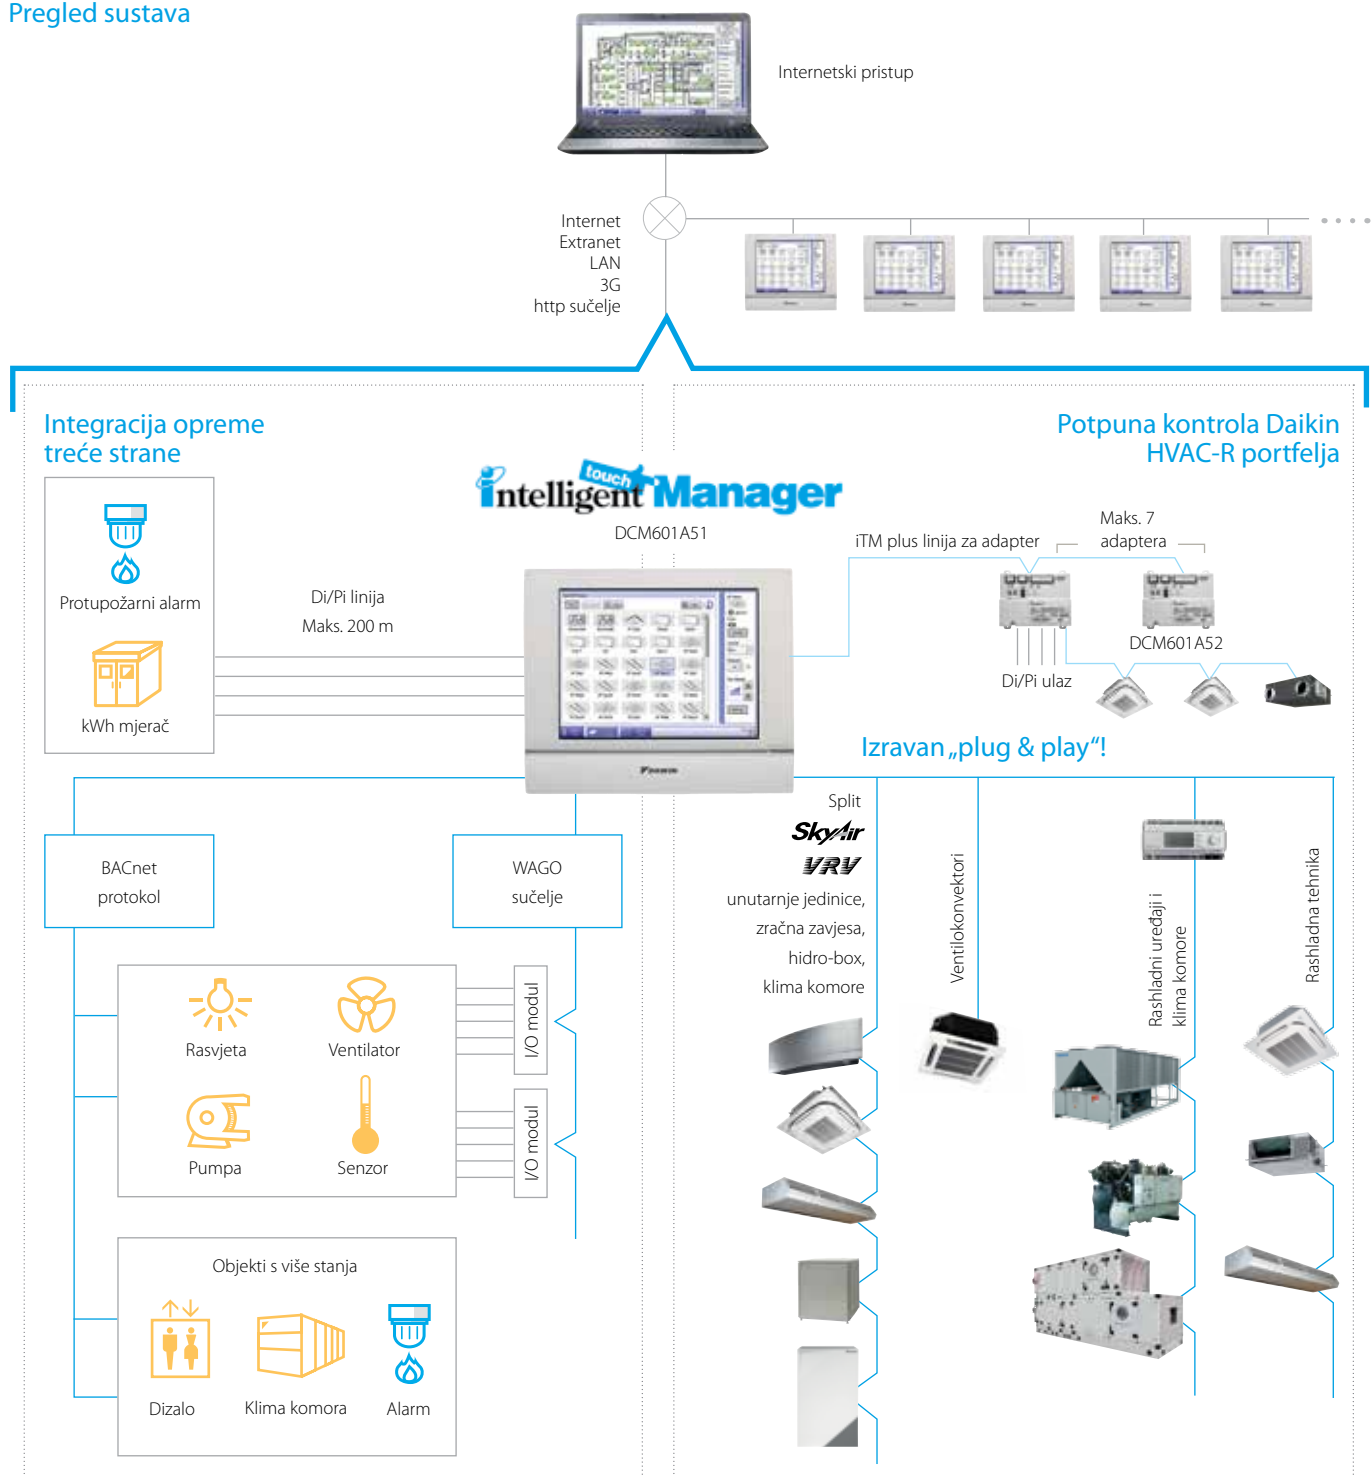 Pregled sustava
Internetski pristup
Internet
Extranet
LAN
3G
http sučelje
Integracija opreme
treće strane
Potpuna kontrola Daikin
HVAC-R portfelja
Protupožarni alarm
kWh mjerač
Di/Pi linija
Maks. 200 m
intelligent touch Manager
DCM601A51
iTM plus linija za adapter
Maks. 7
adaptera
DCM601A52
Di/Pi ulaz
Izravan „plug & play“!
BACnet
protokol
WAGO
sučelje
Rasvjeta
Ventilator
Pumpa
Senzor
I/O modul
I/O modul
Objekti s više stanja
Dizalo
Klima komora
Alarm
Split
SkyAir
VRV
unutarnje jedinice,
zračna zavjesa,
hidro-box,
klima komore
Ventilokonvektori
Rashladni uređaji i
klima komore
Rashladna tehnika